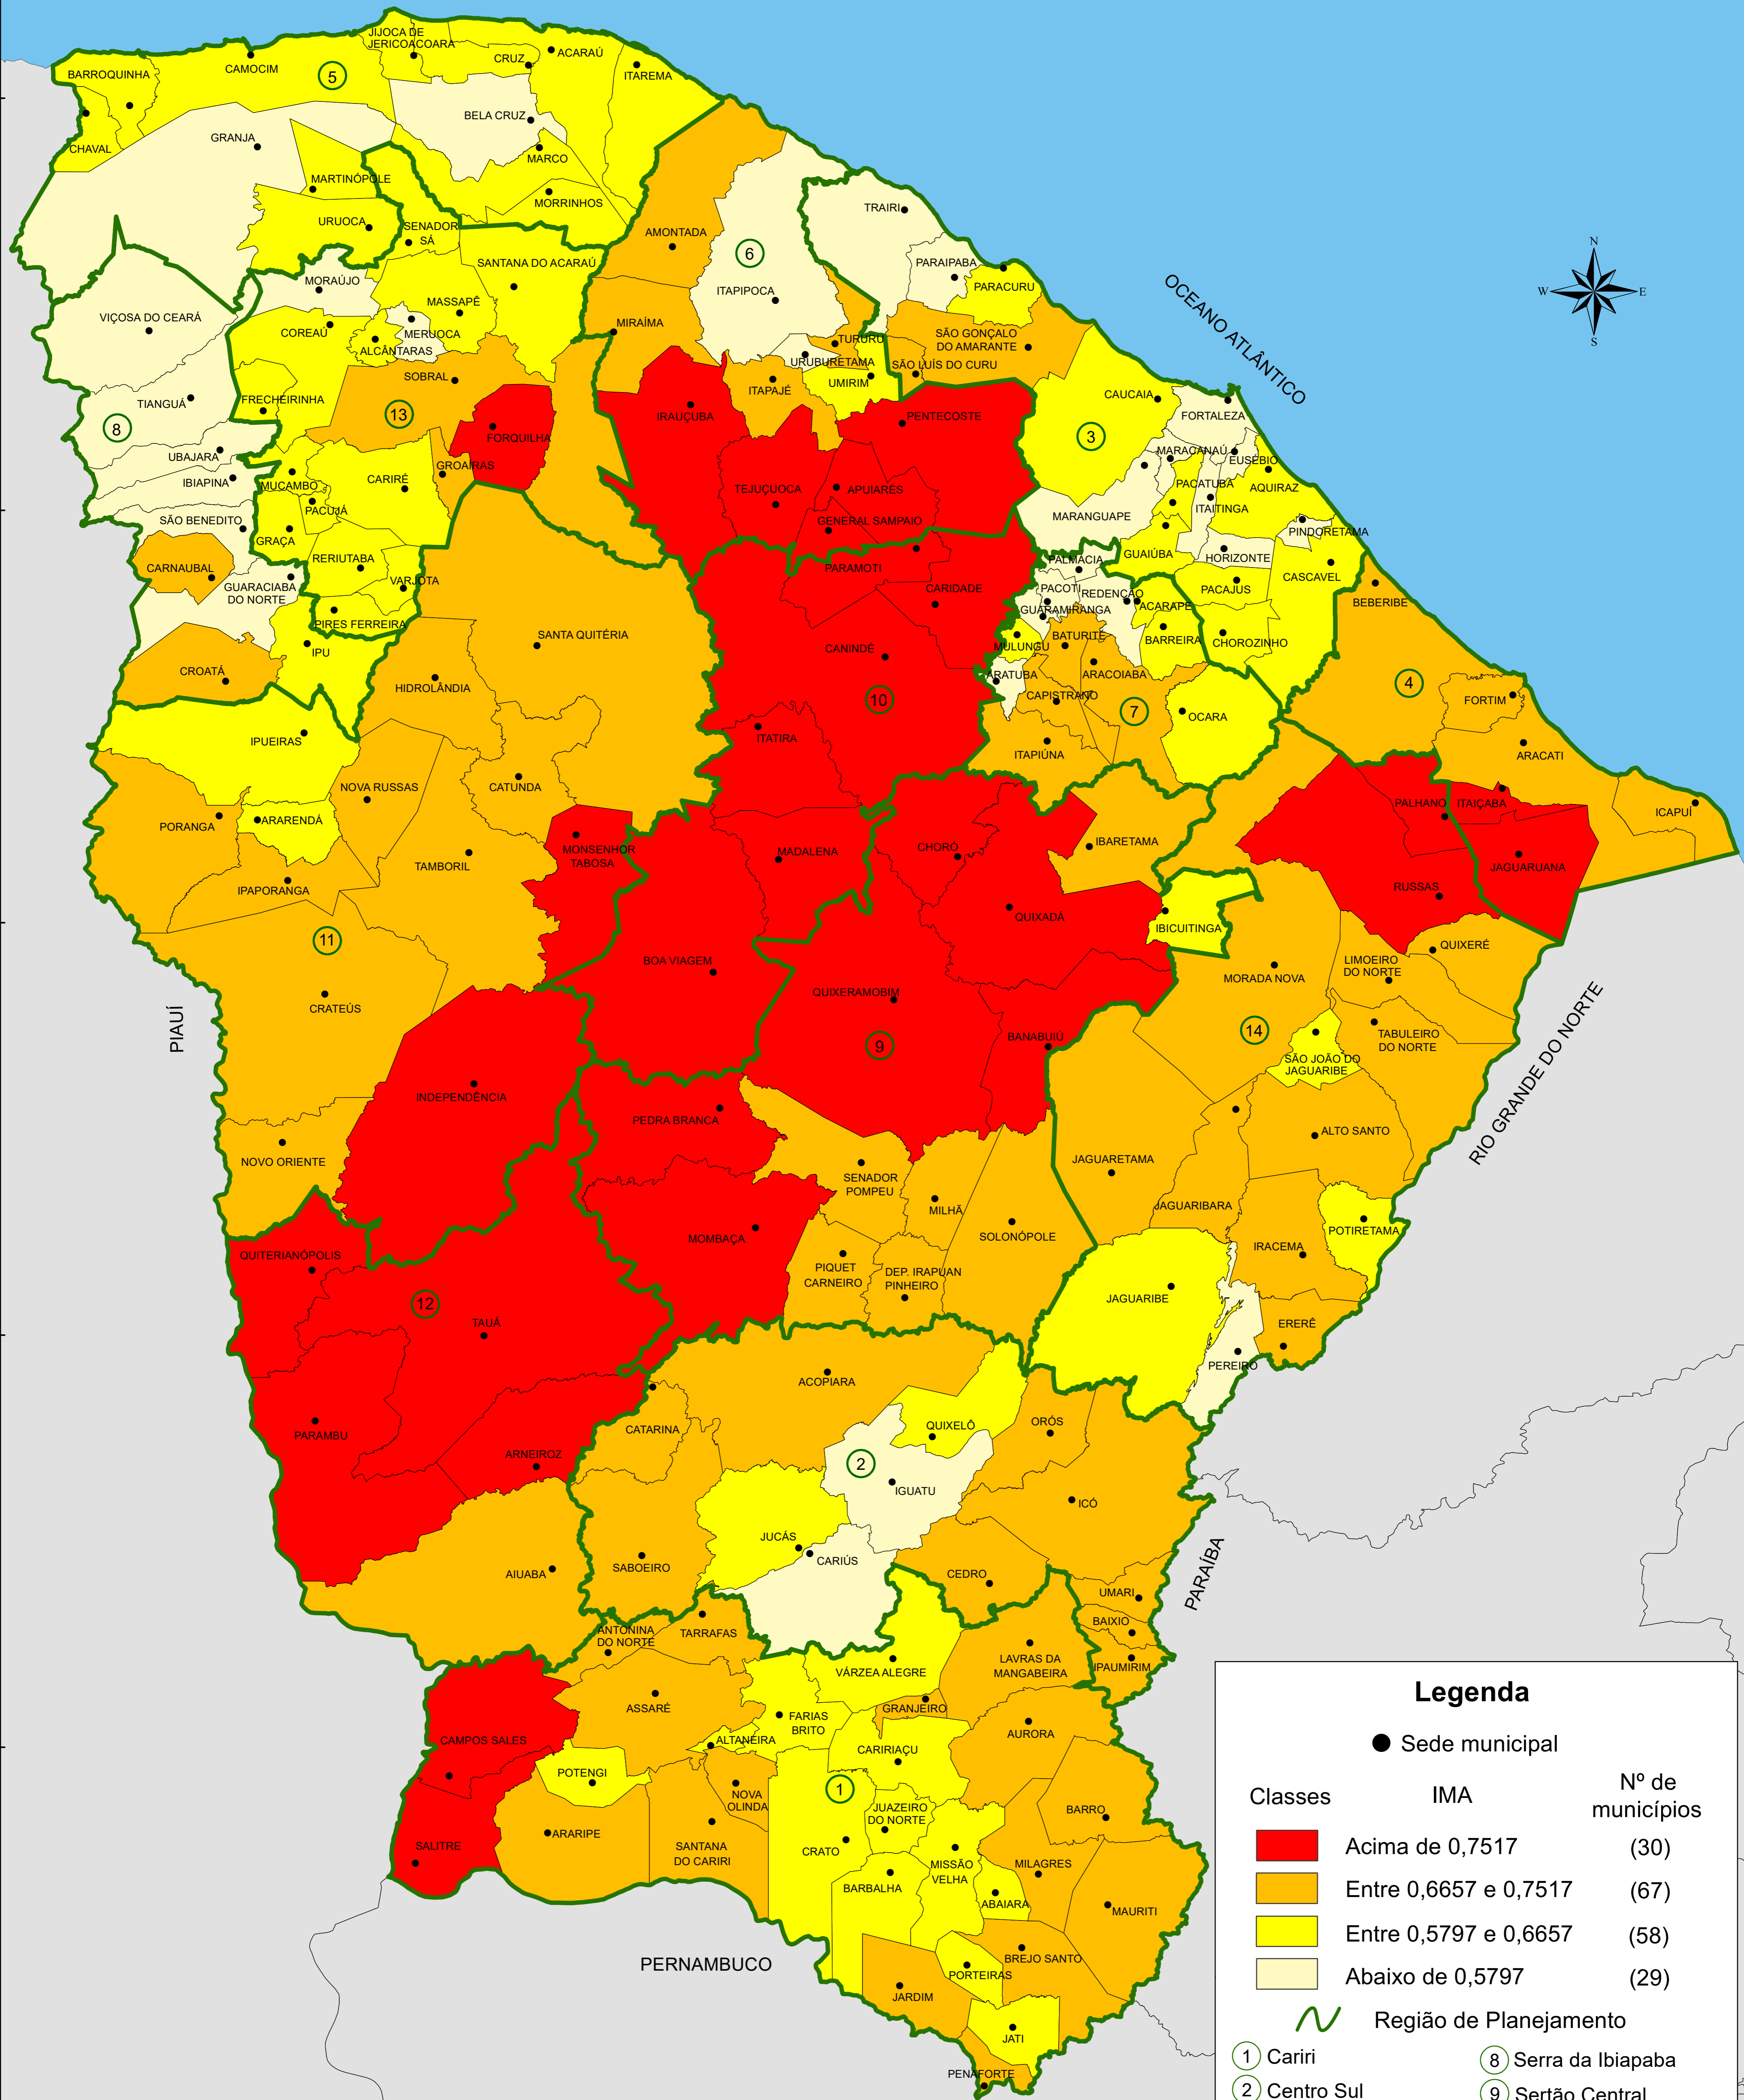 JIJOCA DE
JERICOACOARA
ACARAÚ
CRUZ
CAMOCIM
5
ITAREMA
BARROQUINHA
BELA CRUZ
GRANJA
CHAVAL
MARCO
MARTINÓPOLE
MORRINHOS
TRAIRI
URUOCA
SENADOR
SÁ
AMONTADA
6
SANTANA DO ACARAÚ
PARAIPABA
MORAÚJO
PARACURU
ITAPIPOCA
N
W
E
S
OCEANO ATLÂNTICO
MASSAPÊ
VIÇOSA DO CEARÁ
MIRAÍMA
COREAÚ
MERUOCA
SÃO GONÇALO
DO AMARANTE
TURURU
ALCÂNTARAS
URUBURETAMA
SÃO LUÍS DO CURU
SOBRAL
UMIRIM
ITAPAJÉ
CAUCAIA
FRECHEIRINHA
TIANGUÁ
13
IRAUÇUBA
PENTECOSTE
FORTALEZA
8
3
FORQUILHA
MARACANAÚ
UBAJARA
EUSÉBIO
GROAÍRAS
IBIAPINA
MUCAMBO
CARIRÉ
TEJUÇUOCA
APUIARÉS
PACATUBA
AQUIRAZ
PACUJÁ
ITAITINGA
SÃO BENEDITO
GENERAL SAMPAIO
MARANGUAPE
PINDORETAMA
GRAÇA
RERIUTABA
GUAIÚBA
HORIZONTE
CARNAUBAL
PARAMOTI
PALMÁCIA
CASCAVEL
VARJOTA
GUARACIABA
DO NORTE
CARIDADE
PACOTI
REDENÇÃO
PACAJUS
BEBERIBE
GUARAMIRANGA
ACARAPE
PIRES FERREIRA
SANTA QUITÉRIA
BATURITÉ
BARREIRA
CHOROZINHO
IPU
CANINDÉ
MULUNGU
CROATÁ
ARATUBA
ARACOIABA
4
HIDROLÂNDIA
10
CAPISTRANO
7
FORTIM
OCARA
IPUEIRAS
ITATIRA
ITAPIÚNA
ARACATI
NOVA RUSSAS
CATUNDA
PALHANO
ITAIÇABA
ICAPUÍ
PORANGA
ARARENDÁ
MONSENHOR
TABOSA
MADALENA
CHORÓ
IBARETAMA
TAMBORIL
JAGUARUANA
IPAPORANGA
RUSSAS
QUIXADÁ
IBICUITINGA
11
QUIXERÉ
BOA VIAGEM
LIMOEIRO
DO NORTE
MORADA NOVA
QUIXERAMOBIM
CRATEÚS
PIAUÍ
14
TABULEIRO
DO NORTE
9
BANABUIÚ
SÃO JOÃO DO
JAGUARIBE
RIO GRANDE DO NORTE
INDEPENDÊNCIA
PEDRA BRANCA
ALTO SANTO
NOVO ORIENTE
JAGUARETAMA
SENADOR
POMPEU
JAGUARIBARA
MILHÃ
POTIRETAMA
MOMBAÇA
SOLONÓPOLE
IRACEMA
QUITERIANÓPOLIS
PIQUET
CARNEIRO
DEP. IRAPUAN
PINHEIRO
12
JAGUARIBE
TAUÁ
ERERÊ
PEREIRO
ACOPIARA
CATARINA
QUIXELÔ
ORÓS
PARAMBU
ARNEIROZ
2
IGUATU
ICÓ
JUCÁS
CARIÚS
SABOEIRO
AIUABA
CEDRO
PARAÍBA
UMARI
BAIXIO
ANTONINA
DO NORTE
TARRAFAS
LAVRAS DA
MANGABEIRA
IPAUMIRIM
VÁRZEA ALEGRE
ASSARÉ
GRANJEIRO
FARIAS
BRITO
AURORA
CAMPOS SALES
ALTANEIRA
CARIRIAÇU
POTENGI
1
NOVA
OLINDA
JUAZEIRO
DO NORTE
BARRO
ARARIPE
SALITRE
SANTANA
DO CARIRI
CRATO
MISSÃO
VELHA
MILAGRES
BARBALHA
ABAIARA
MAURITI
PERNAMBUCO
BREJO SANTO
PORTEIRAS
JARDIM
JATI
PENAFORTE
Legenda
Sede municipal
Classes
IMA
Nº de
municípios
Acima de 0,7517
(30)
Entre 0,6657 e 0,7517
(67)
Entre 0,5797 e 0,6657
(58)
Abaixo de 0,5797
(29)
Região de Planejamento
1 Cariri
8 Serra da Ibiapaba
2 Centro Sul
9 Sertão Central